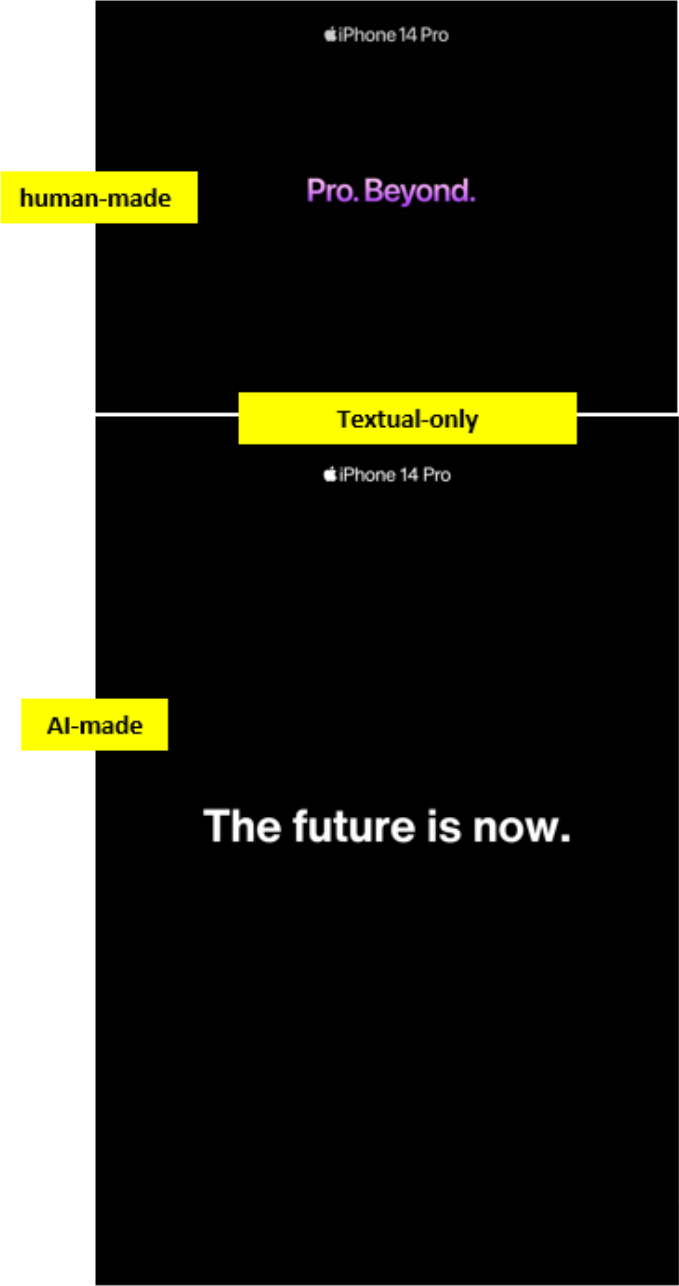 iPhone 14 Pro
human-made
Pro. Beyond.
Textual-only
iPhone 14 Pro
AI-made
The future is now.